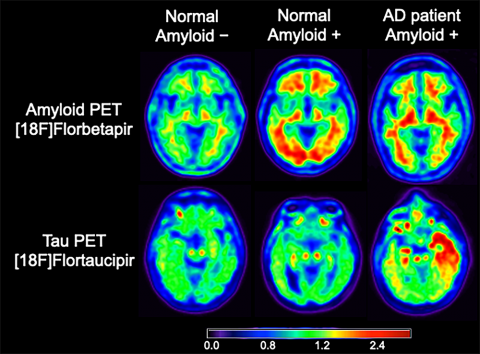 Normal
Amyloid −
Normal
Amyloid +
AD patient
Amyloid +
Amyloid PET
[18F]Florbetapir
Tau PET
[18F]Flortaucipir
0.0 0.8 1.2 2.4